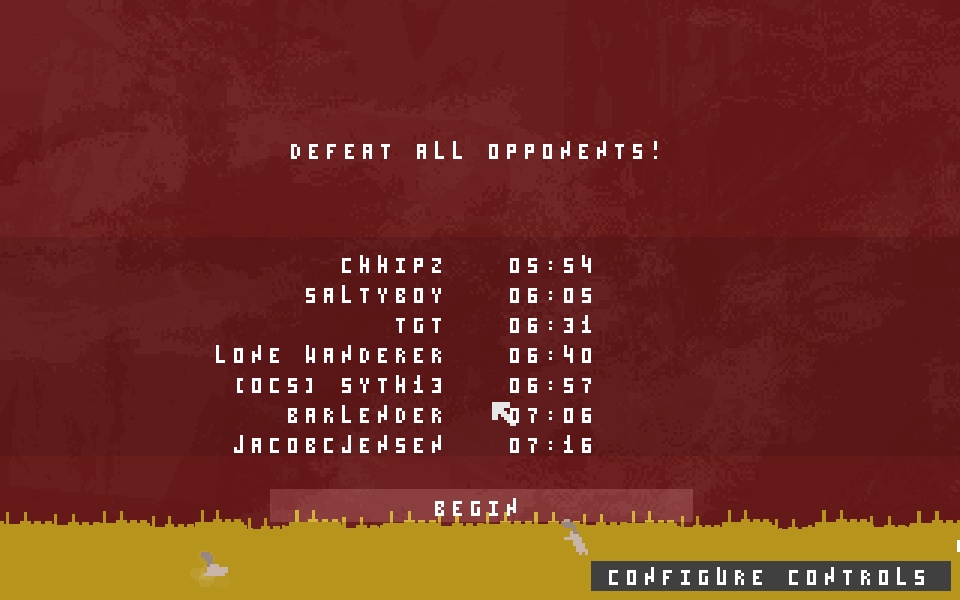 DEFEAT ALL OPPONENTS!
CHHIPZ 05:54
SALTYBOY 06:05
TGT 06:31
LONE WANDERER 06:40
[OCS] SYTH13 06:57
BARLENDER 07:06
JACOBCJENSEN 07:16
BEGIN
CONFIGURE CONTROLS